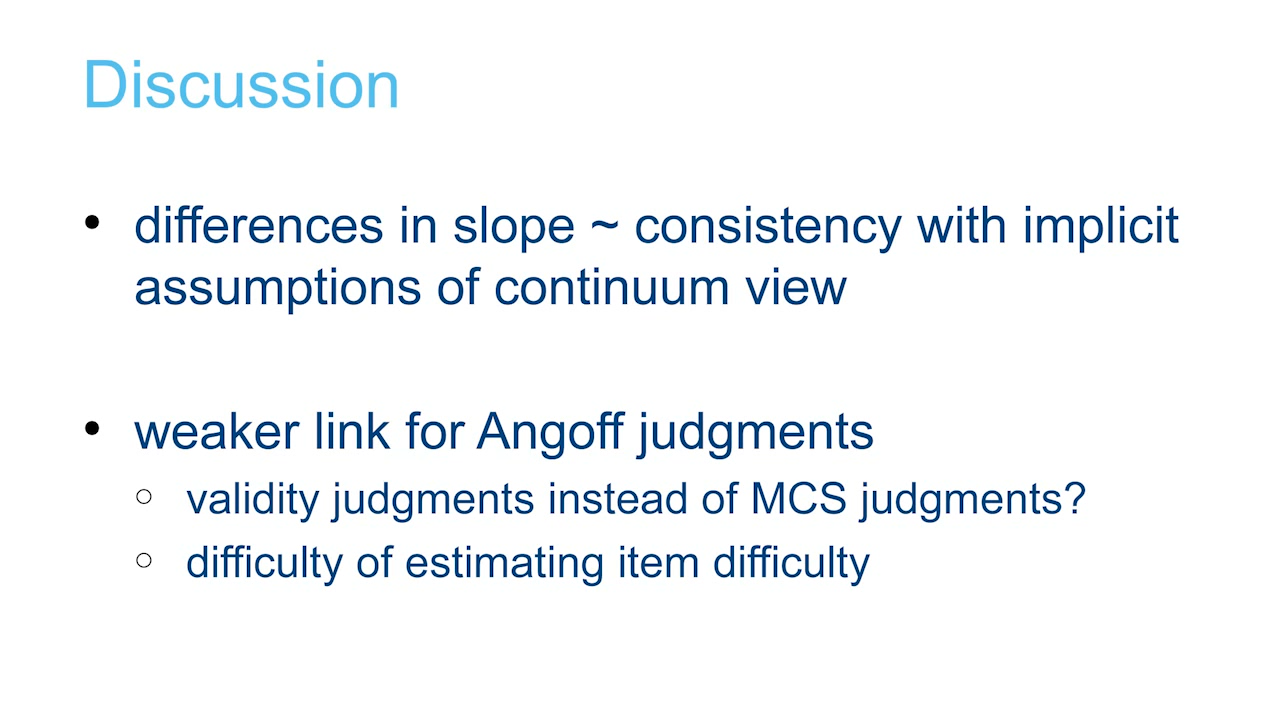 Discussion
• differences in slope ~ consistency with implicit
assumptions of continuum view
• weaker link for Angoff judgments
○ validity judgments instead of MCS judgments?
○ difficulty of estimating item difficulty